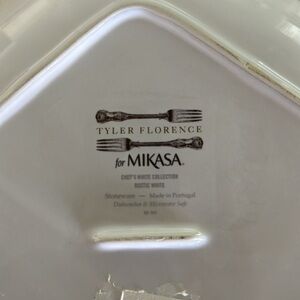 TYLER FLORENCE
for MIKASA
CHEF'S WHITE COLLECTION
RUSTIC WHITE
Stoneware — Made in Portugal
Dishwasher & Microwave Safe